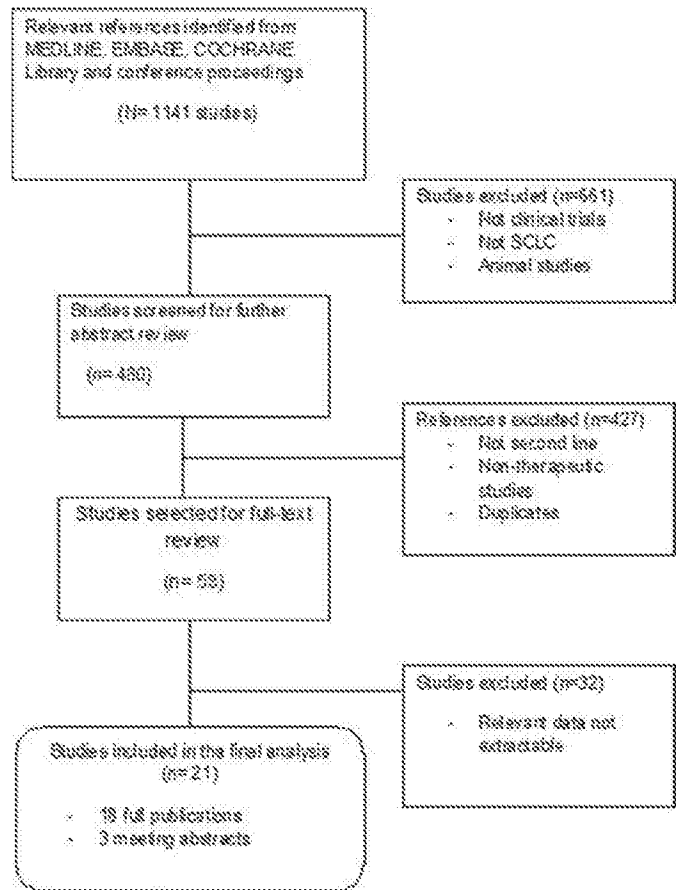 Relevant references identified from
MEDLINE, EMBASE, COCHRANE
Library and conference proceedings
(N= 1141 studies)
Studies excluded (n=661)
- Not clinical trials
- Not SCLC
- Animal studies
Studies screened for further
abstract review
(n= 480)
References excluded (n=427)
- Not second line
- Non-therapeutic
studies
- Duplicates
Studies selected for full-text
review
(n= 53)
Studies excluded (n=32)
- Relevant data not
extractable
Studies included in the final analysis
(n= 21)
- 18 full publications
- 3 meeting abstracts